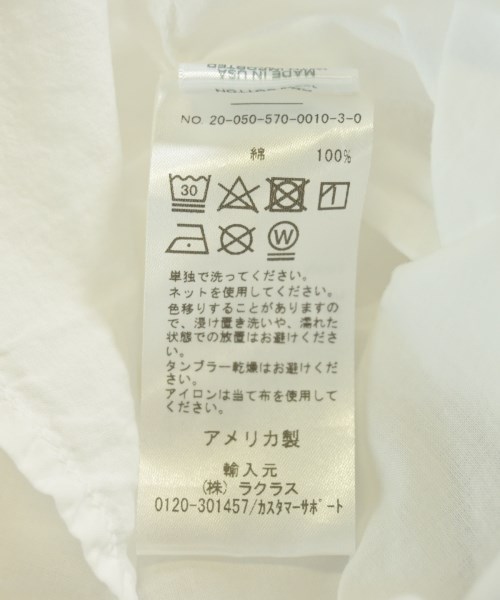 MADE IN USA
NO. 20-050-570-0010-3-0
綿 100%
30
W
単独で洗ってください。
ネットを使用してください。
色移りすることがありますの
で、浸け置き洗いや、濡れた
状態での放置はお避けくださ
い。
タンブラー乾燥はお避けくだ
さい。
アイロンは当て布を使用して
ください。
アメリカ製
輸入元
(株) ラクラス
0120-301457/カスタマーサポート